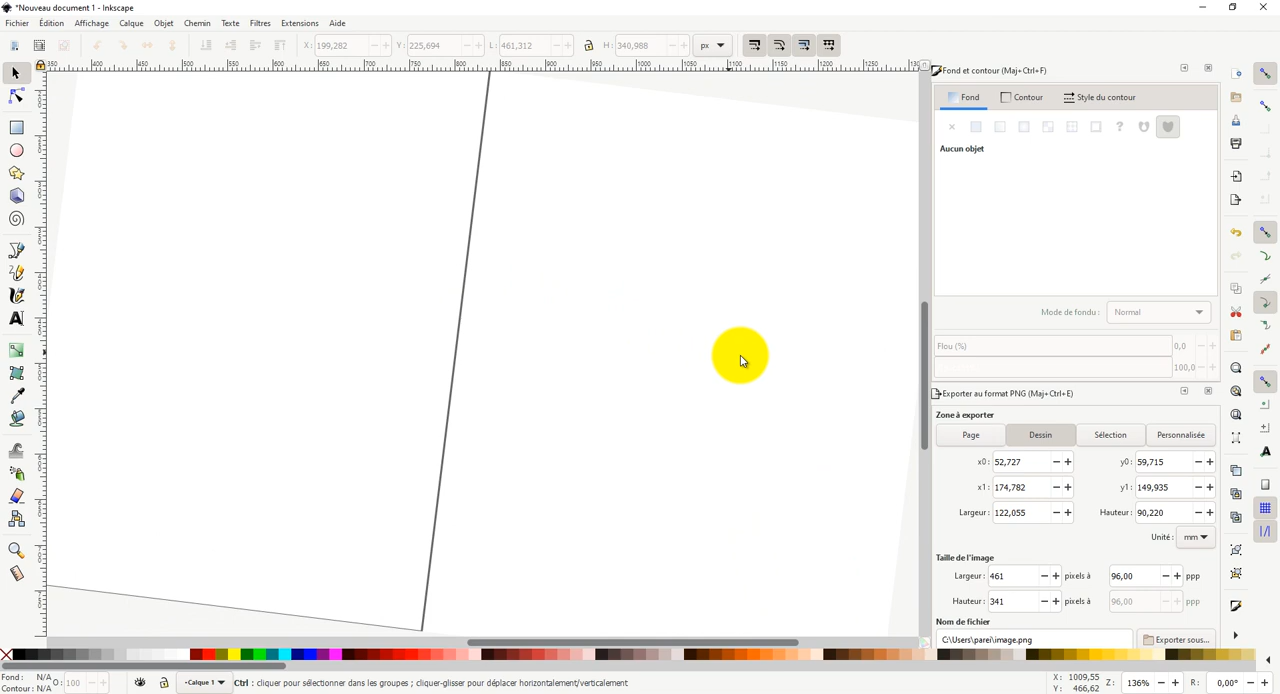 *Nouveau document 1 - Inkscape
Fichier Édition Affichage Calque Objet Chemin Texte Filtres Extensions Aide
X: 199,282 Y: 225,694 L: 461,312 H: 340,988 px
Fond et contour (Maj+Ctrl+F)
Fond Contour Style du contour
Aucun objet
Mode de fondu : Normal
Flou (%) 0,0
100,0
Exporter au format PNG (Maj+Ctrl+E)
Zone à exporter
Page Dessin Sélection Personnalisée
x0 : 52,727 y0 : 59,715
x1 : 174,782 y1 : 149,935
Largeur : 122,055 Hauteur : 90,220
Unité : mm
Taille de l'image
Largeur : 461 pixels à 96,00 ppp
Hauteur : 341 pixels à 96,00 ppp
Nom de fichier
C:\Users\parei\image.png Exporter sous...
Fond : N/A O: 100 Calque 1 Ctrl : cliquer pour sélectionner dans les groupes ; cliquer-glisser pour déplacer horizontalement/verticalement X: 1009,55 Z: 136% R: 0,00°
Contour : N/A Y: 466,62